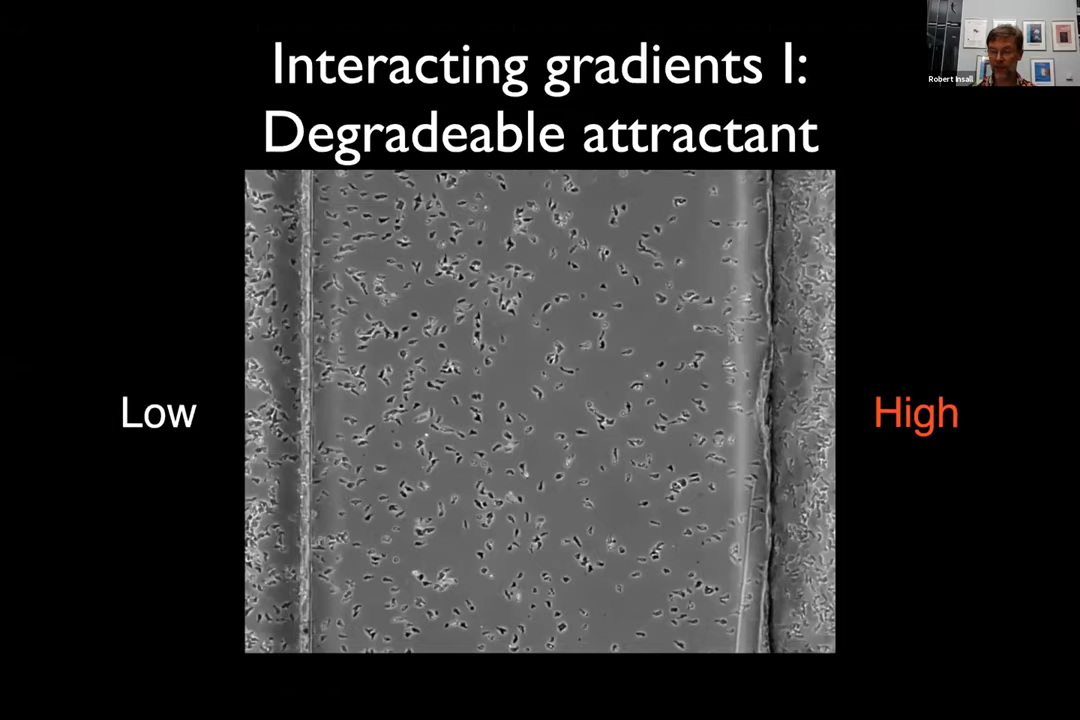 Interacting gradients I:
Degradeable attractant
Robert Insall
Low
High